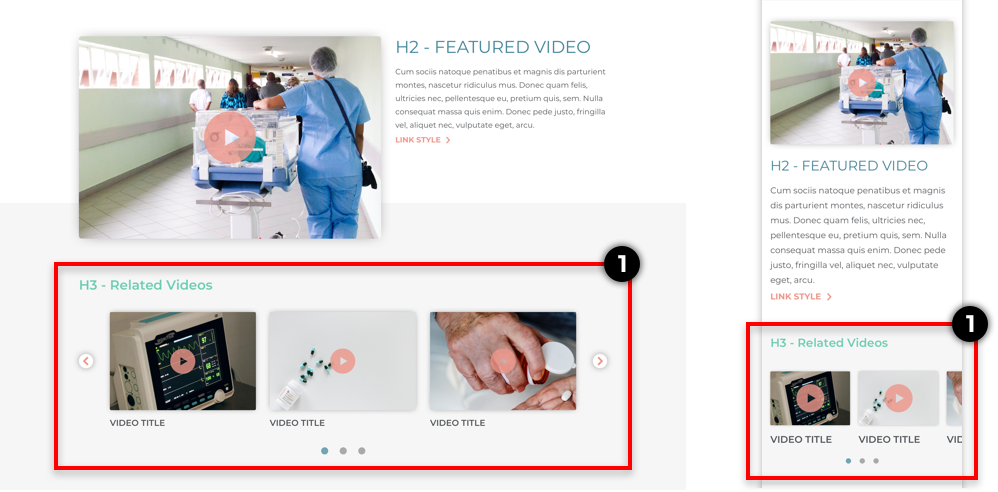 H2 - FEATURED VIDEO
Cum sociis natoque penatibus et magnis dis parturient
montes, nascetur ridiculus mus. Donec quam felis,
ultricies nec, pellentesque eu, pretium quis, sem. Nulla
consequat massa quis enim. Donec pede justo, fringilla
vel, aliquet nec, vulputate eget, arcu.
LINK STYLE
1
H3 - Related Videos
97
VIDEO TITLE
VIDEO TITLE
VIDEO TITLE
H2 - FEATURED VIDEO
Cum sociis natoque penatibus et magnis
dis parturient montes, nascetur ridiculus
mus. Donec quam felis, ultricies nec,
pellentesque eu, pretium quis, sem. Nulla
consequat massa quis enim. Donec pede
justo, fringilla vel, aliquet nec, vulputate
eget, arcu.
LINK STYLE
1
H3 - Related Videos
VIDEO TITLE
VIDEO TITLE
VID